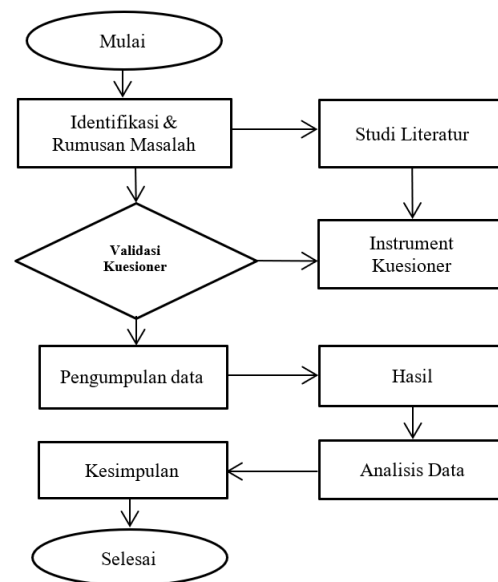 Mulai
Identifikasi &
Rumusan Masalah
Studi Literatur
Validasi
Kuesioner
Instrument
Kuesioner
Pengumpulan data
Hasil
Kesimpulan
Analisis Data
Selesai